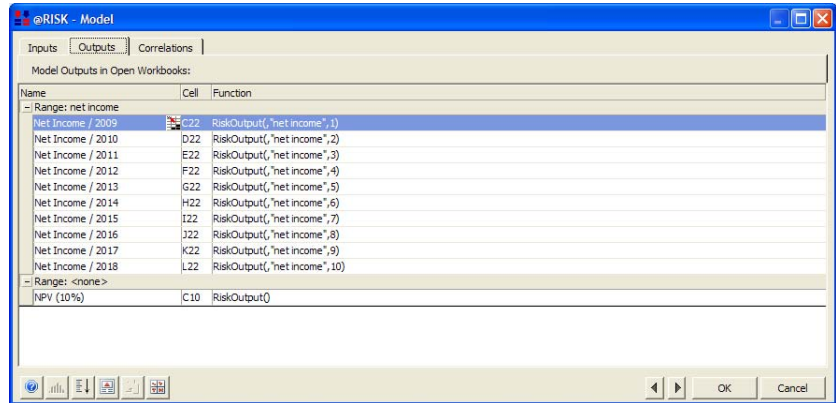 @RISK - Model
Inputs Outputs Correlations
Model Outputs in Open Workbooks:
Name Cell Function
Range: net income
Net Income / 2009 C22 RiskOutput(,"net income",1)
Net Income / 2010 D22 RiskOutput(,"net income",2)
Net Income / 2011 E22 RiskOutput(,"net income",3)
Net Income / 2012 F22 RiskOutput(,"net income",4)
Net Income / 2013 G22 RiskOutput(,"net income",5)
Net Income / 2014 H22 RiskOutput(,"net income",6)
Net Income / 2015 I22 RiskOutput(,"net income",7)
Net Income / 2016 J22 RiskOutput(,"net income",8)
Net Income / 2017 K22 RiskOutput(,"net income",9)
Net Income / 2018 L22 RiskOutput(,"net income",10)
Range: <none>
NPV (10%) C10 RiskOutput()
OK Cancel